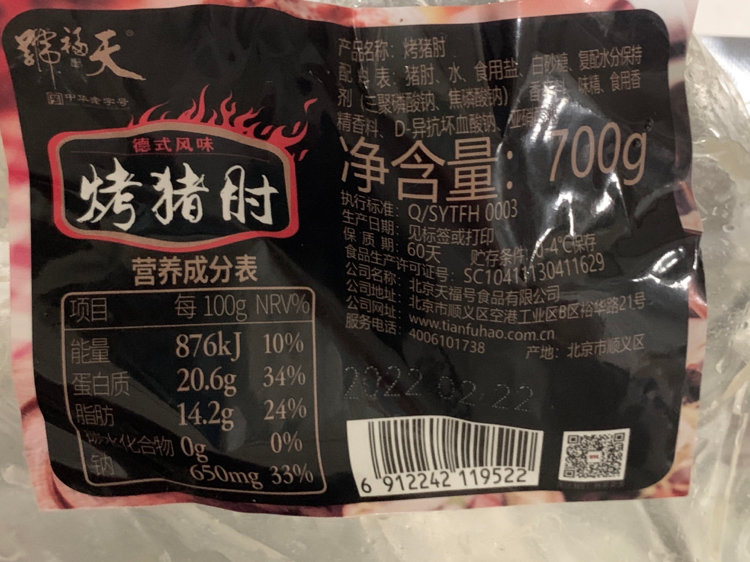 天福號
中华老字号
德式风味
烤猪肘
营养成分表
项目 每 100g NRV%
能量 876kJ 10%
蛋白质 20.6g 34%
脂肪 14.2g 24%
化合物 0g 0%
钠 650mg 33%
产品名称：烤猪肘
配料表：猪肘、水、食用盐、白砂糖、复配水分保持
剂（三聚磷酸钠、焦磷酸钠）、味精、食用香
精香料、D-异抗坏血酸钠、
净含量：700g
执行标准：Q/SYTFH 0003
生产日期：见标签或打印
保质期：60天 贮存条件：0-4℃保存
食品生产许可证号：SC10411130411629
公司名称：北京天福号食品有限公司
公司地址：北京市顺义区空港工业区B区裕华路21号
公司网址：www.tianfuhao.com.cn
服务电话：4006101738 产地：北京市顺义区
2022.02.22
6 912242 119522